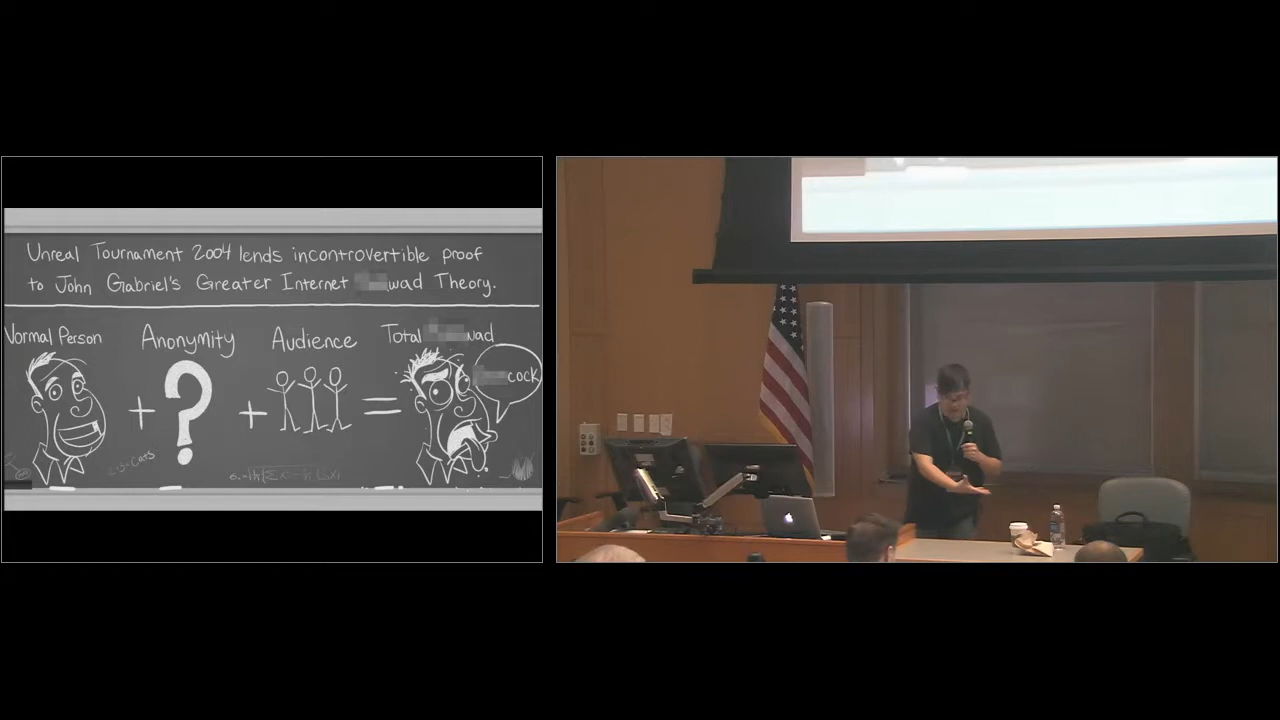 Unreal Tournament 2004 lends incontrovertible proof
to John Gabriel's Greater Internet wad Theory.
Normal Person
Anonymity
Audience
Total wad
cock
+
?
+
=